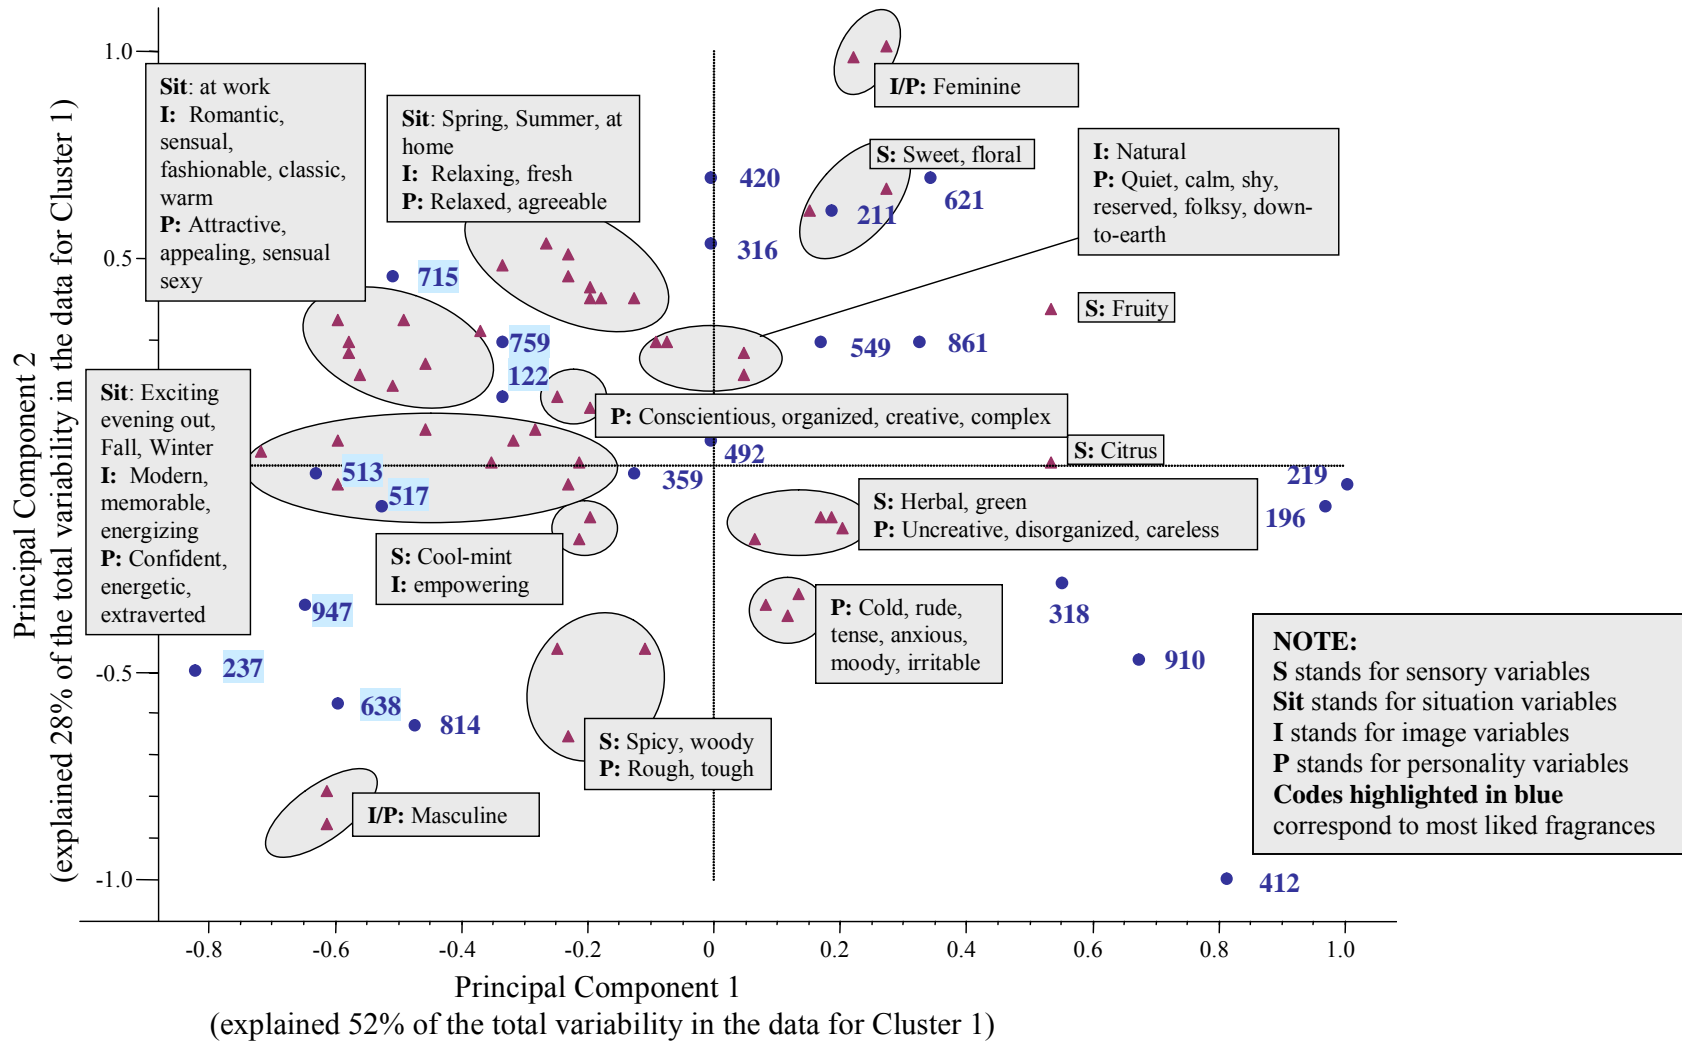 1.0
0.5
-0.5
-1.0
Principal Component 2
(explained 28% of the total variability in the data for Cluster 1)
Sit: at work
I: Romantic,
sensual,
fashionable, classic,
warm
P: Attractive,
appealing, sensual
sexy
Sit: Spring, Summer, at
home
I: Relaxing, fresh
P: Relaxed, agreeable
I/P: Feminine
S: Sweet, floral
I: Natural
P: Quiet, calm, shy,
reserved, folksy, down-
to-earth
420
621
211
316
715
S: Fruity
759
549
861
122
Sit: Exciting
evening out,
Fall, Winter
I: Modern,
memorable,
energizing
P: Confident,
energetic,
extraverted
P: Conscientious, organized, creative, complex
492
S: Citrus
513
359
219
517
196
S: Herbal, green
P: Uncreative, disorganized, careless
S: Cool-mint
I: empowering
947
P: Cold, rude,
tense, anxious,
moody, irritable
318
910
237
638
814
S: Spicy, woody
P: Rough, tough
I/P: Masculine
412
NOTE:
S stands for sensory variables
Sit stands for situation variables
I stands for image variables
P stands for personality variables
Codes highlighted in blue
correspond to most liked fragrances
-0.8 -0.6 -0.4 -0.2 0 0.2 0.4 0.6 0.8 1.0
Principal Component 1
(explained 52% of the total variability in the data for Cluster 1)